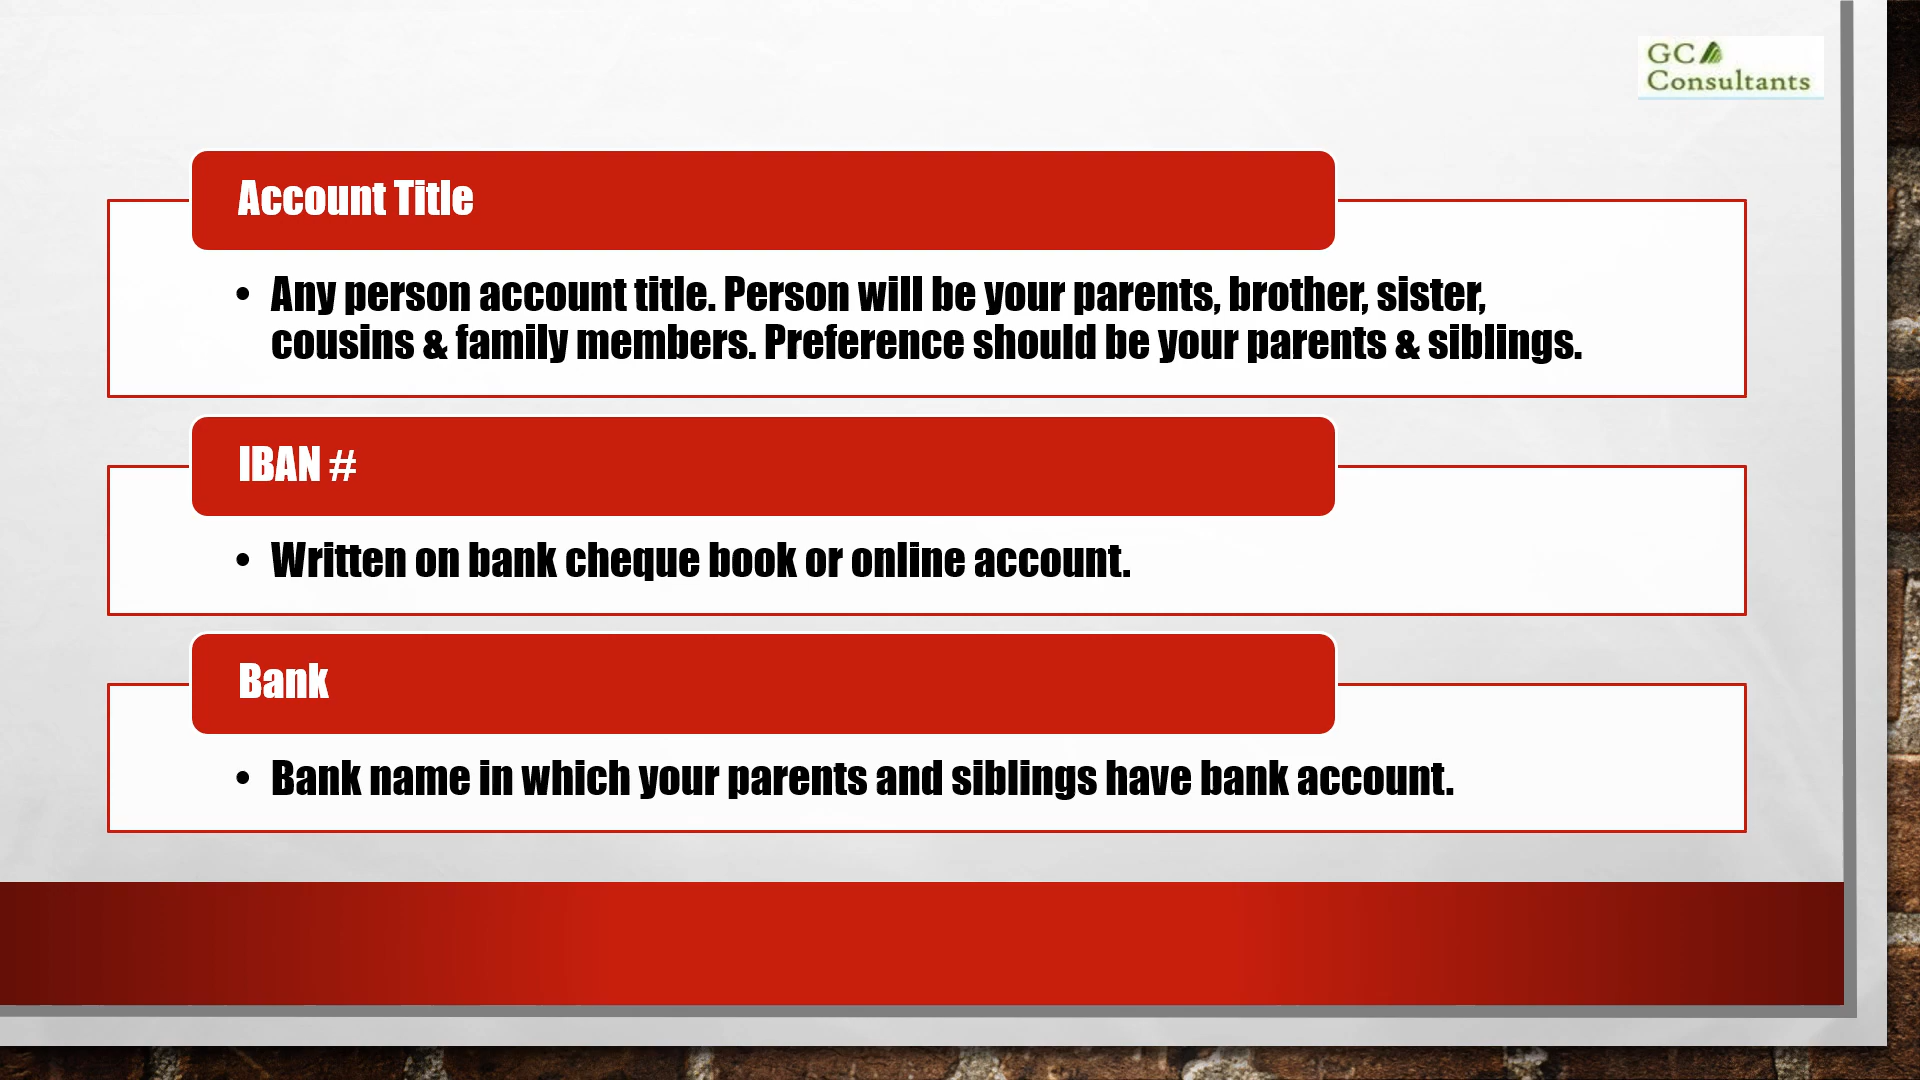 GC
Consultants
Account Title
• Any person account title. Person will be your parents, brother, sister,
cousins & family members. Preference should be your parents & siblings.
IBAN #
• Written on bank cheque book or online account.
Bank
• Bank name in which your parents and siblings have bank account.